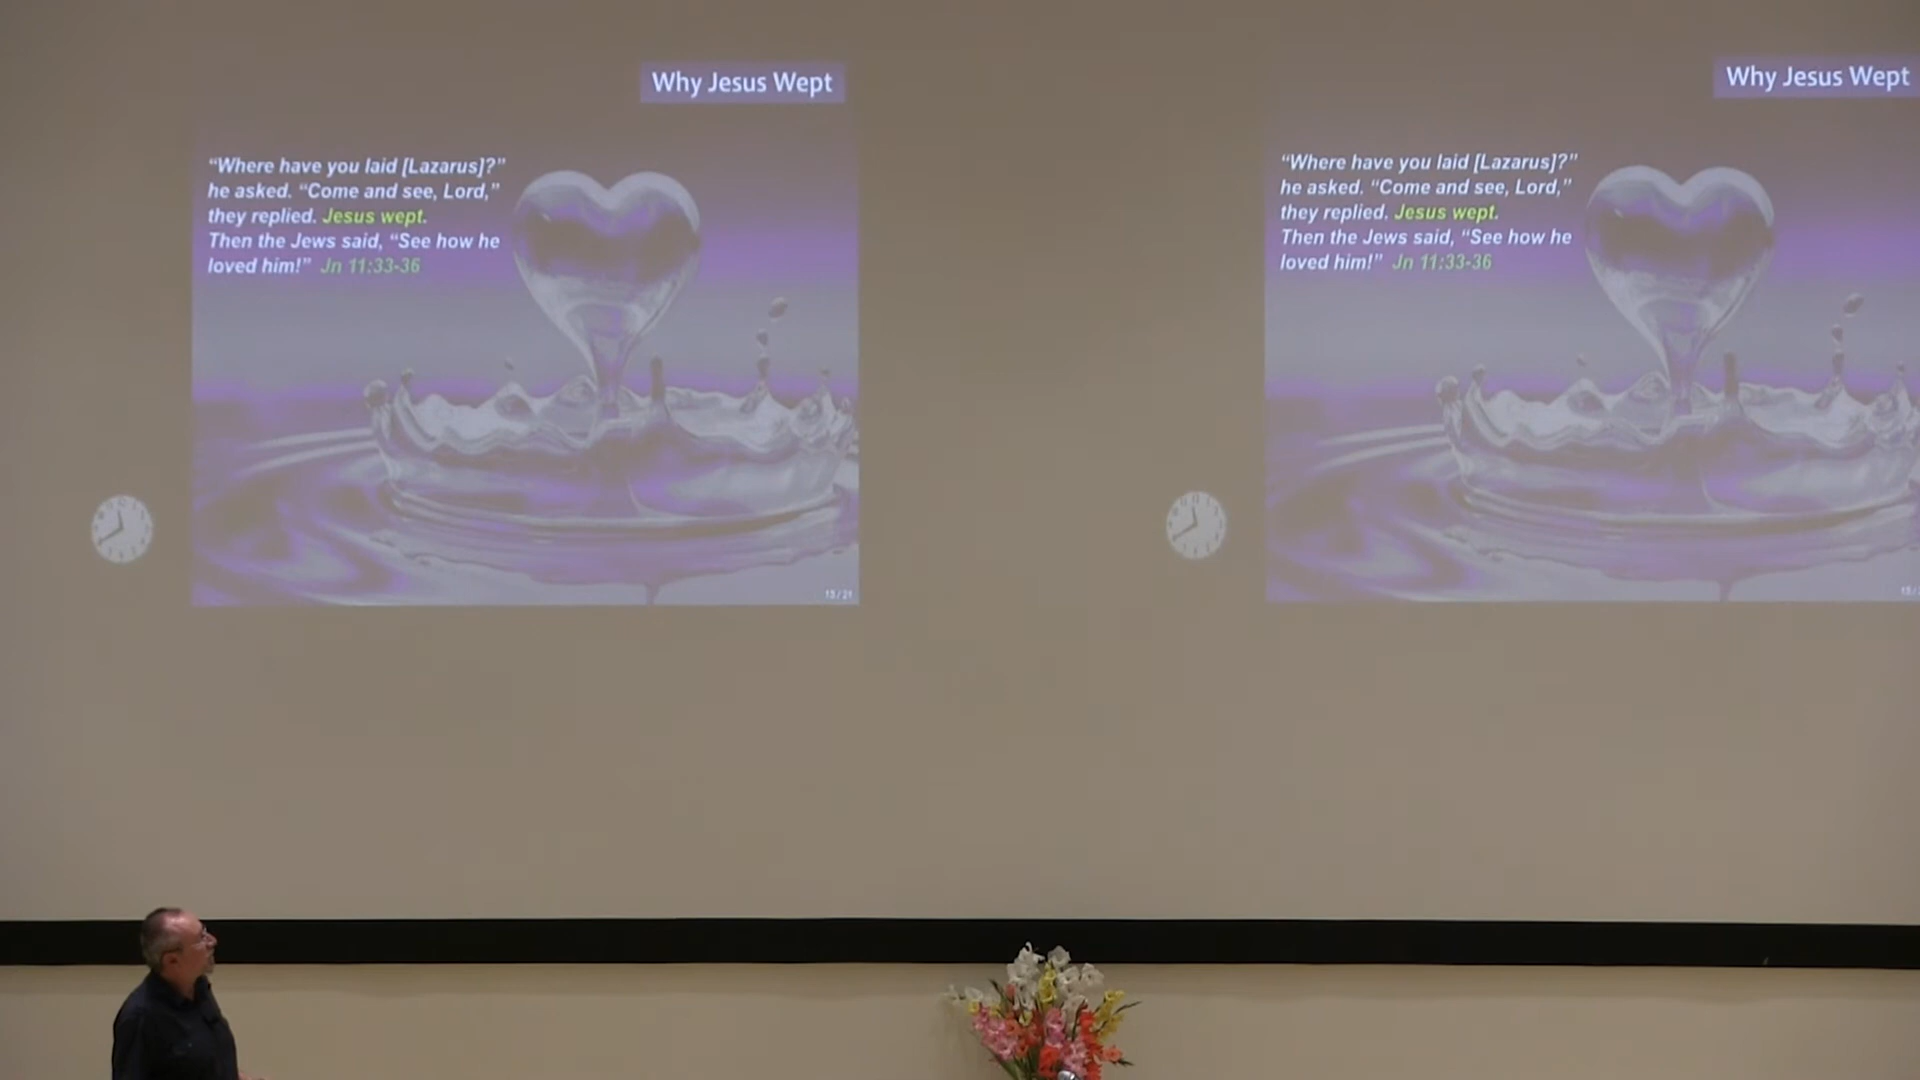 Why Jesus Wept
“Where have you laid [Lazarus]?”
he asked. “Come and see, Lord,”
they replied. Jesus wept.
Then the Jews said, “See how he
loved him!” Jn 11:33-36
Why Jesus Wept
“Where have you laid [Lazarus]?”
he asked. “Come and see, Lord,”
they replied. Jesus wept.
Then the Jews said, “See how he
loved him!” Jn 11:33-36